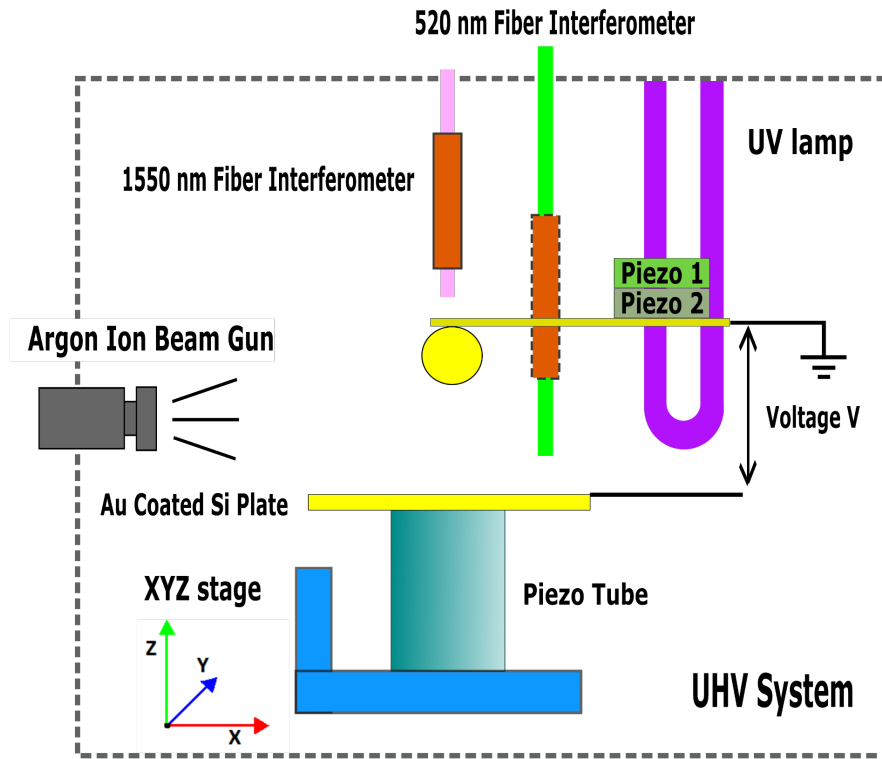 520 nm Fiber Interferometer
UV lamp
1550 nm Fiber Interferometer
Piezo 1
Piezo 2
Argon Ion Beam Gun
Voltage V
Au Coated Si Plate
XYZ stage
Piezo Tube
Z
Y
X
UHV System